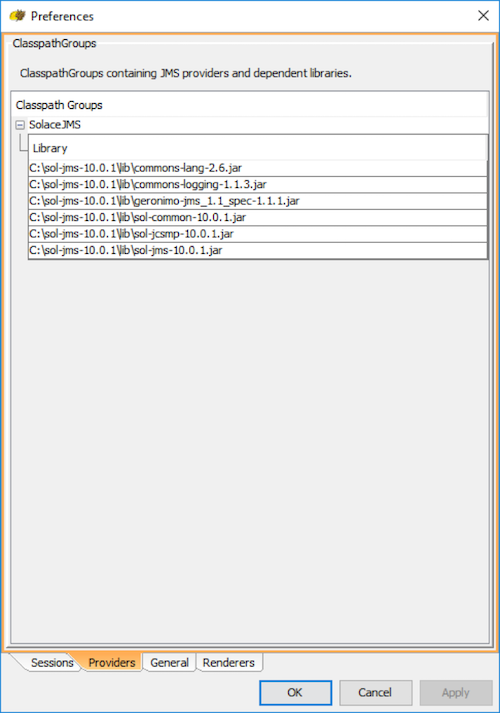 Preferences
ClasspathGroups
ClasspathGroups containing JMS providers and dependent libraries.
Classpath Groups
SolaceJMS
Library
C:\sol-jms-10.0.1\lib\commons-lang-2.6.jar
C:\sol-jms-10.0.1\lib\commons-logging-1.1.3.jar
C:\sol-jms-10.0.1\lib\geronimo-jms_1.1_spec-1.1.1.jar
C:\sol-jms-10.0.1\lib\sol-common-10.0.1.jar
C:\sol-jms-10.0.1\lib\sol-jcsmp-10.0.1.jar
C:\sol-jms-10.0.1\lib\sol-jms-10.0.1.jar
Sessions Providers General Renderers
OK Cancel Apply